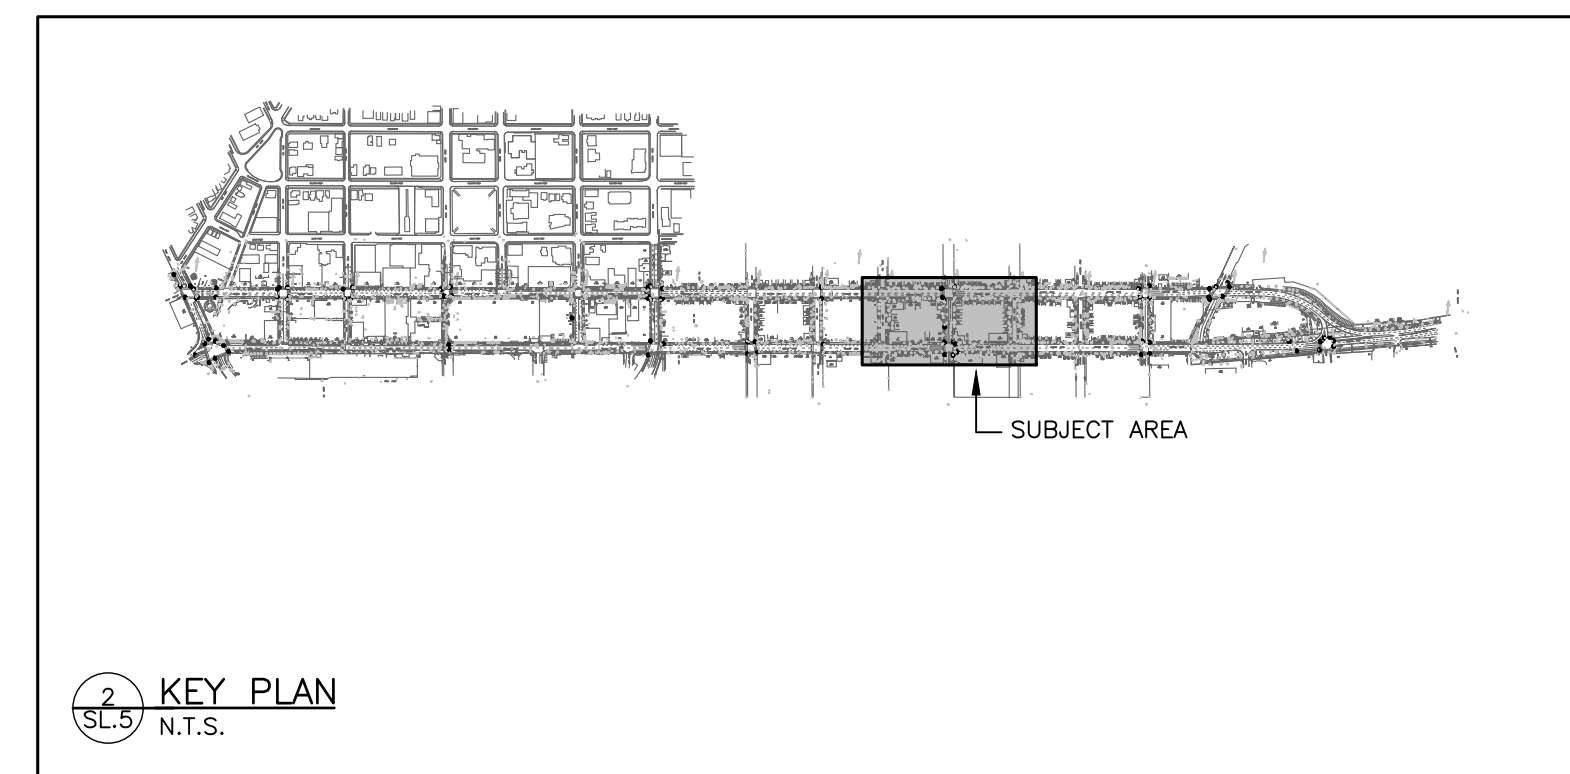 SUBJECT AREA
2
SL.5
KEY PLAN
N.T.S.